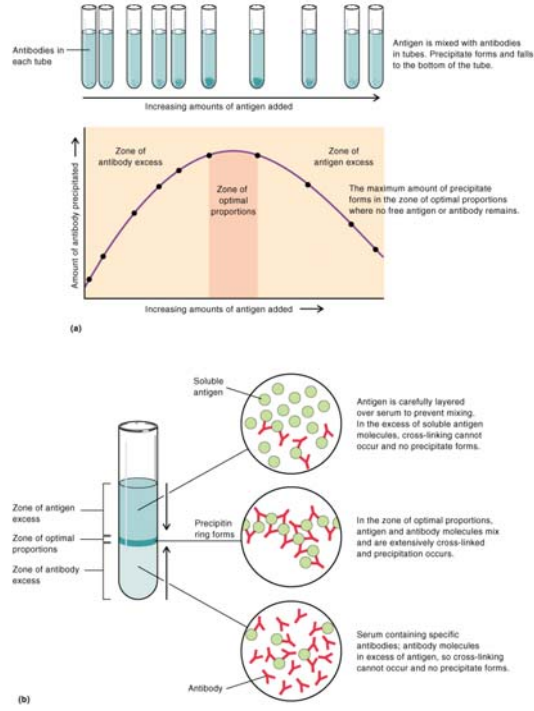 Antibodies in
each tube
Antigen is mixed with antibodies
in tubes. Precipitate forms and falls
to the bottom of the tube.
Increasing amounts of antigen added
Amount of antibody precipitated
Zone of
antibody excess
Zone of
optimal
proportions
Zone of
antigen excess
The maximum amount of precipitate
forms in the zone of optimal proportions
where no free antigen or antibody remains.
Increasing amounts of antigen added
(a)
Soluble
antigen
Antigen is carefully layered
over serum to prevent mixing.
In the excess of soluble antigen
molecules, cross-linking cannot
occur and no precipitate forms.
Zone of antigen
excess
Zone of optimal
proportions
Zone of antibody
excess
Precipitin
ring forms
In the zone of optimal proportions,
antigen and antibody molecules mix
and are extensively cross-linked
and precipitation occurs.
Serum containing specific
antibodies; antibody molecules
in excess of antigen, so cross-linking
cannot occur and no precipitate forms.
Antibody
(b)